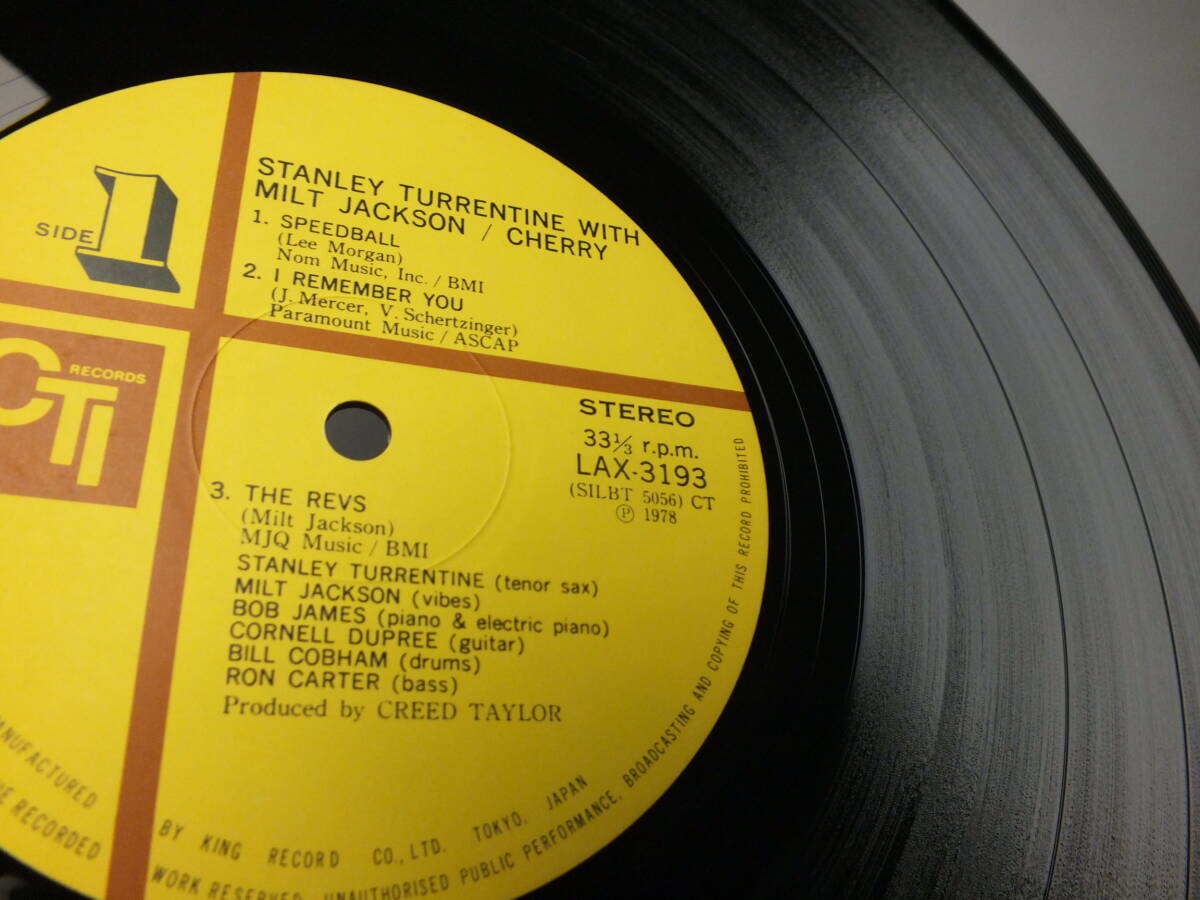 SIDE 1
STANLEY TURRENTINE WITH
MILT JACKSON / CHERRY
1. SPEEDBALL
(Lee Morgan)
Nom Music, Inc. / BMI
2. I REMEMBER YOU
(J. Mercer, V. Schertzinger)
Paramount Music / ASCAP
CTI RECORDS
STEREO
33⅓ r.p.m.
LAX-3193
(SILBT 5056) CT
Ⓟ 1978
3. THE REVS
(Milt Jackson)
MJQ Music / BMI
STANLEY TURRENTINE (tenor sax)
MILT JACKSON (vibes)
BOB JAMES (piano & electric piano)
CORNELL DUPREE (guitar)
BILL COBHAM (drums)
RON CARTER (bass)
Produced by CREED TAYLOR
MANUFACTURED BY KING RECORD CO., LTD. TOKYO, JAPAN
RECORDED WORK RESERVED UNAUTHORISED PUBLIC PERFORMANCE, BROADCASTING AND COPYING OF THIS RECORD PROHIBITED